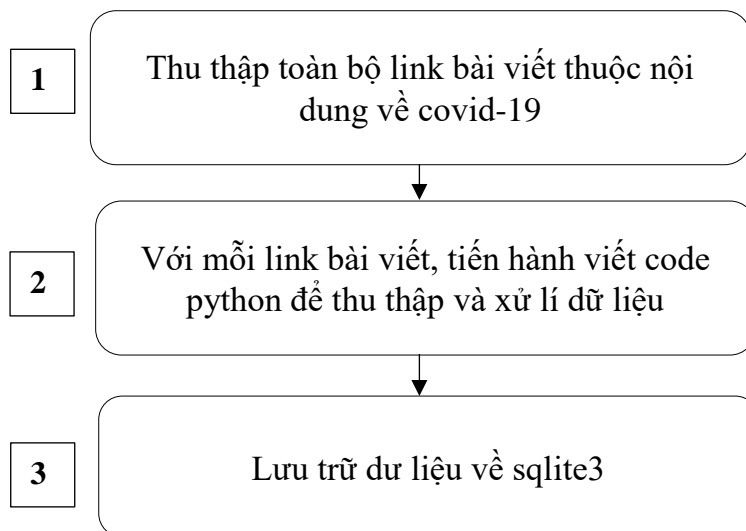 1
Thu thập toàn bộ link bài viết thuộc nội
dung về covid-19
2
Với mỗi link bài viết, tiến hành viết code
python để thu thập và xử lí dữ liệu
3
Lưu trữ dư liệu về sqlite3